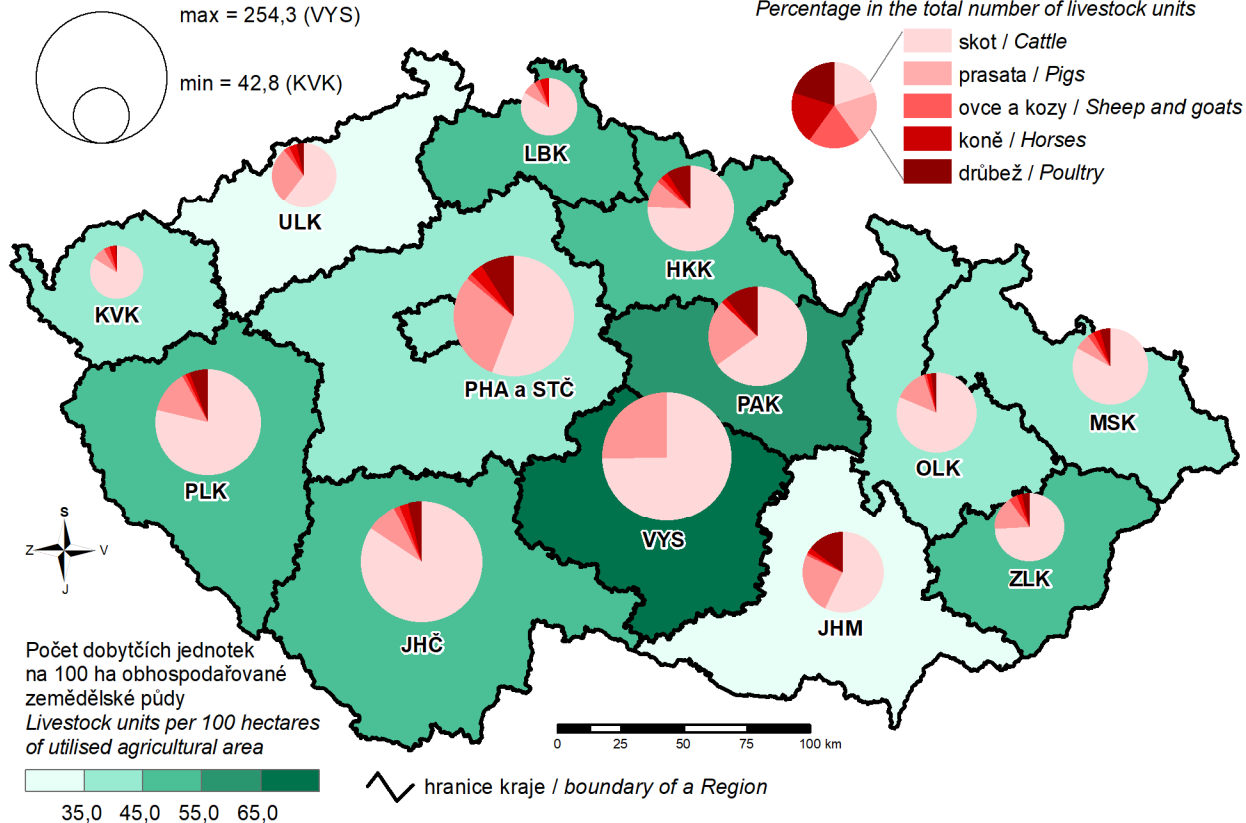 max = 254,3 (VYS)
min = 42,8 (KVK)
Percentage in the total number of livestock units
skot / Cattle
prasata / Pigs
ovce a kozy / Sheep and goats
koně / Horses
drůbež / Poultry
LBK
ULK
HKK
KVK
PHA a STČ
PAK
MSK
OLK
PLK
VYS
ZLK
JHM
JHČ
S
Z
V
J
Počet dobytčích jednotek
na 100 ha obhospodařované
zemědělské půdy
Livestock units per 100 hectares
of utilised agricultural area
35,0 45,0 55,0 65,0
0 25 50 75 100 km
hranice kraje / boundary of a Region